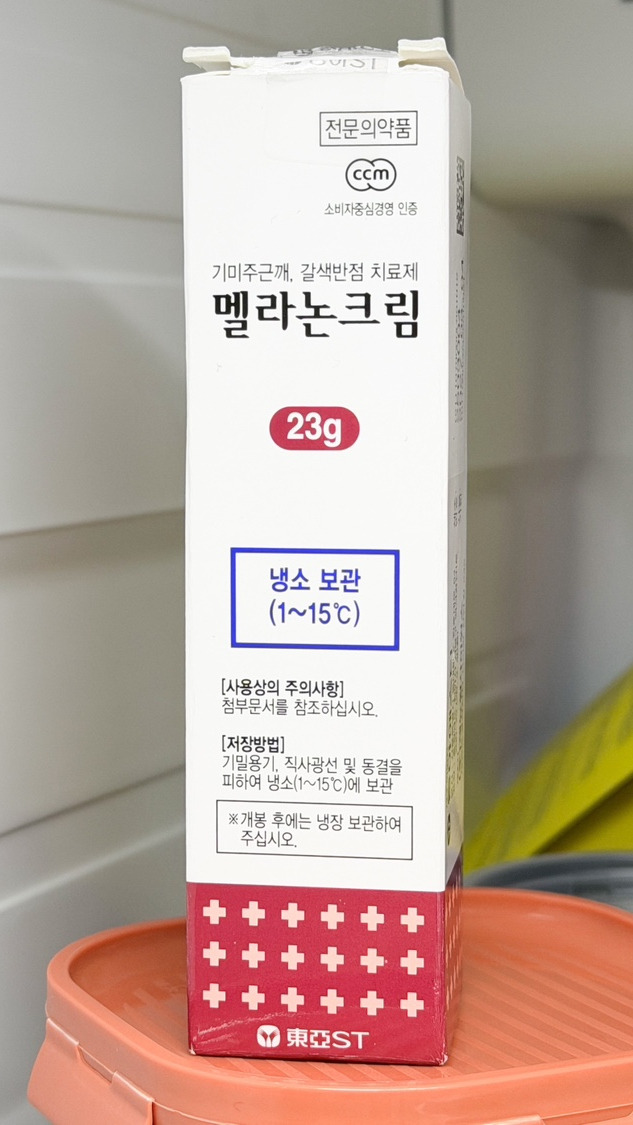 전문의약품
ccm
소비자중심경영 인증
기미주근깨, 갈색반점 치료제
멜라논크림
23g
냉소 보관
(1~15℃)
[사용상의 주의사항]
첨부문서를 참조하십시오.
[저장방법]
기밀용기, 직사광선 및 동결을
피하여 냉소(1~15℃)에 보관
※개봉 후에는 냉장 보관하여
주십시오.
東亞ST